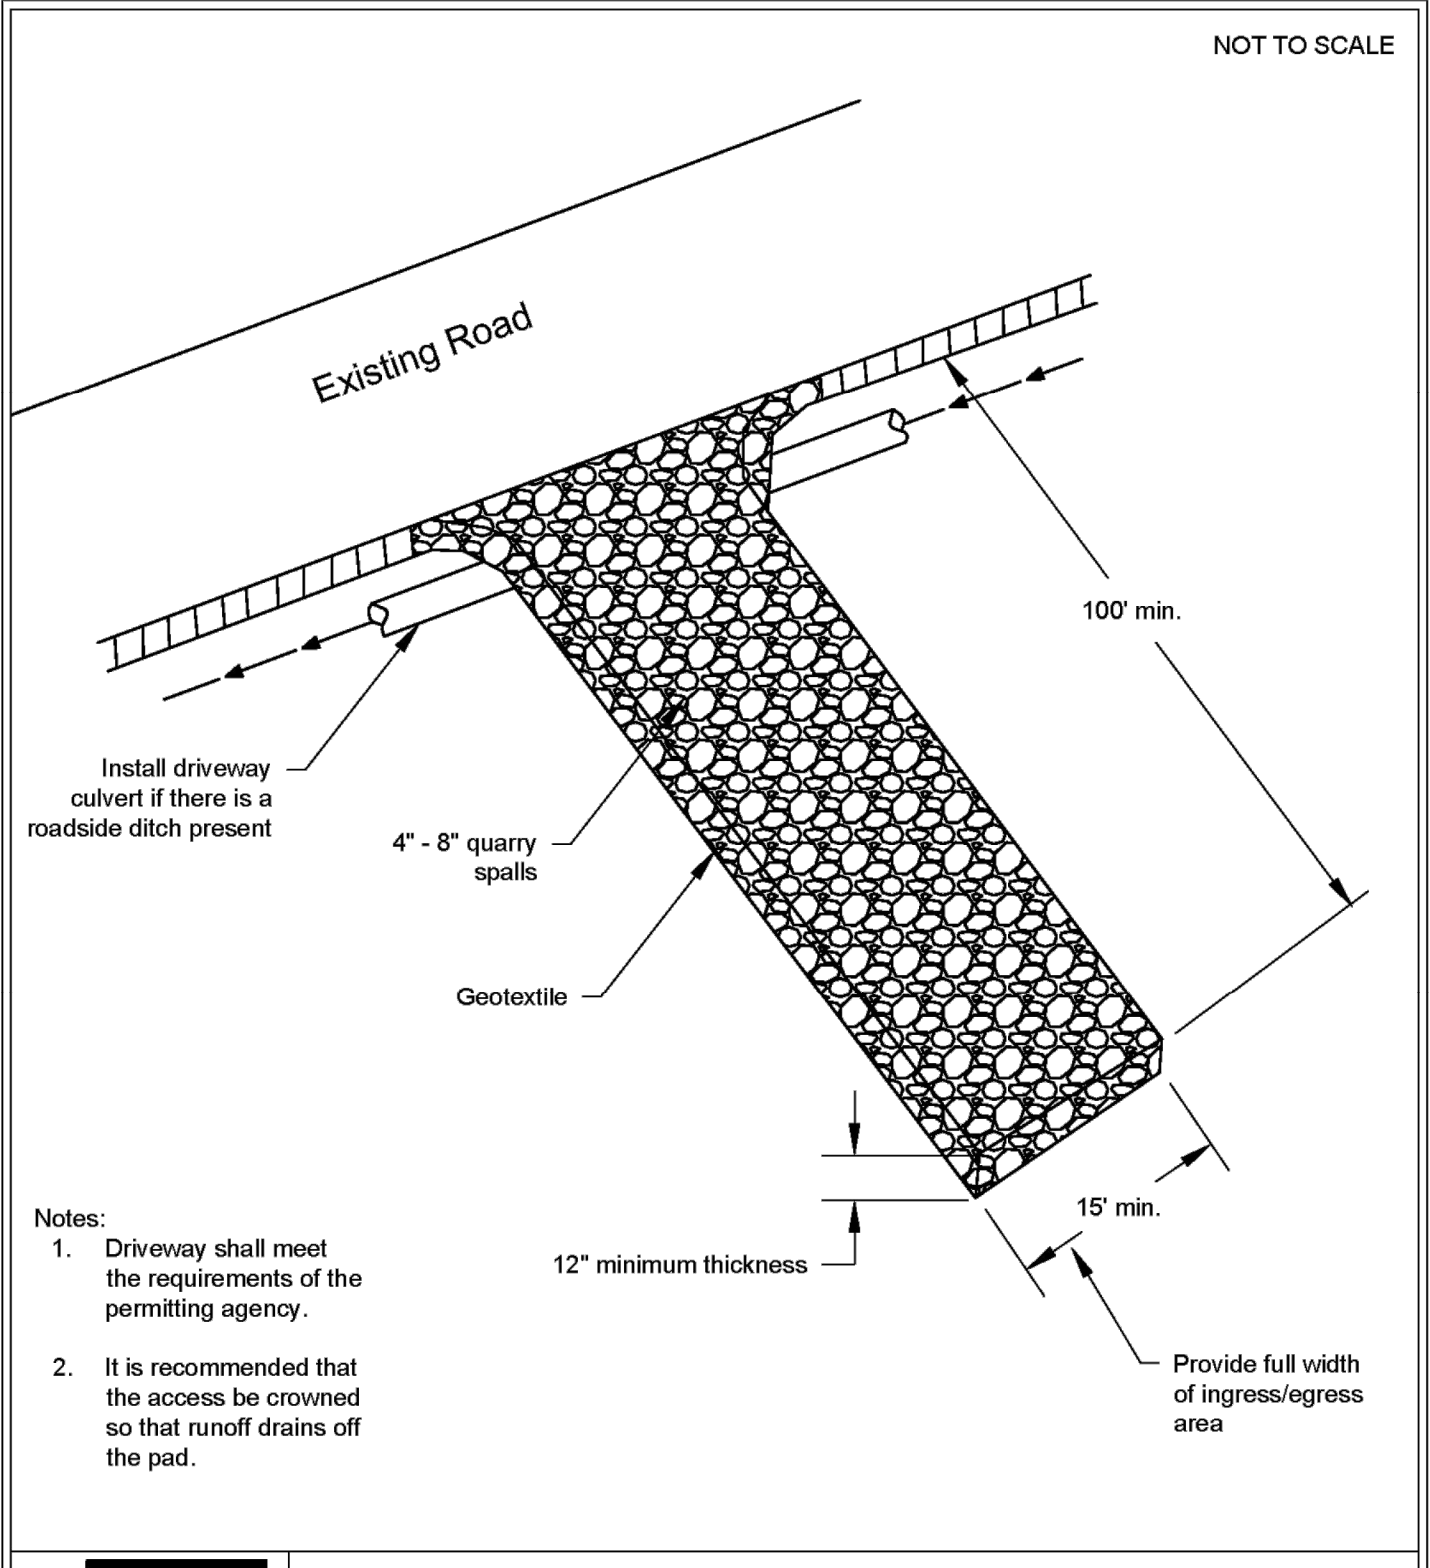 NOT TO SCALE
Existing Road
100' min.
Install driveway
culvert if there is a
roadside ditch present
4" - 8" quarry
spalls
Geotextile
15' min.
12" minimum thickness
Provide full width
of ingress/egress
area
Notes:
1. Driveway shall meet
the requirements of the
permitting agency.
2. It is recommended that
the access be crowned
so that runoff drains off
the pad.